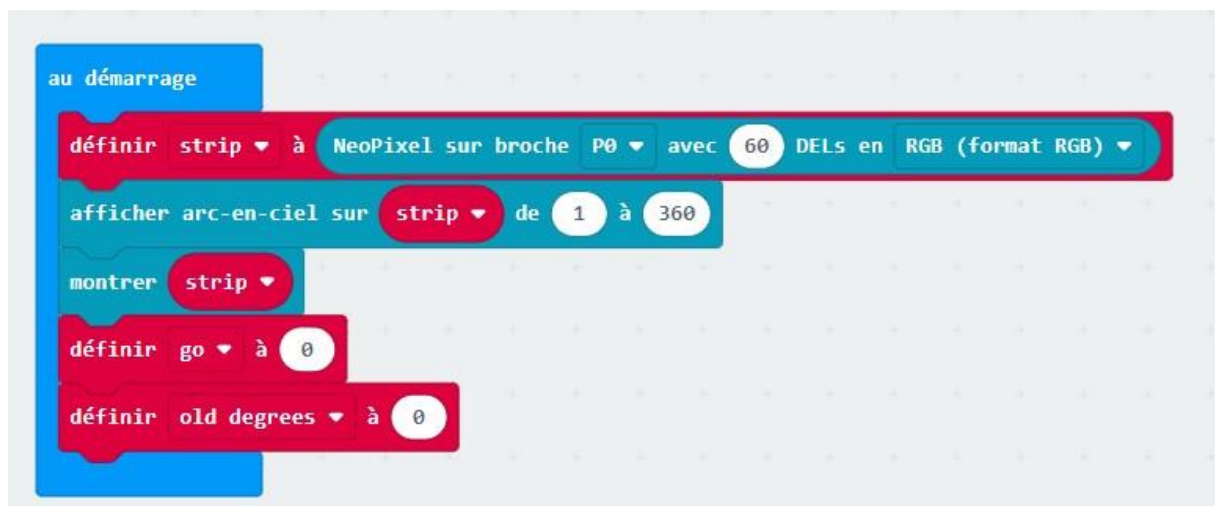 au démarrage
définir strip à NeoPixel sur broche P0 avec 60 DELs en RGB (format RGB)
afficher arc-en-ciel sur strip de 1 à 360
montrer strip
définir go à 0
définir old degrees à 0